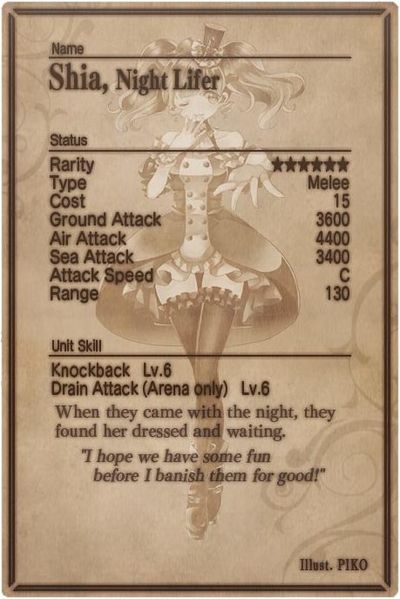 Name
Shia, Night Lifer
Status
Rarity ★★★★★★
Type Melee
Cost 15
Ground Attack 3600
Air Attack 4400
Sea Attack 3400
Attack Speed C
Range 130
Unit Skill
Knockback Lv.6
Drain Attack (Arena only) Lv.6
When they came with the night, they
found her dressed and waiting.
"I hope we have some fun
before I banish them for good!"
Illust. PIKO